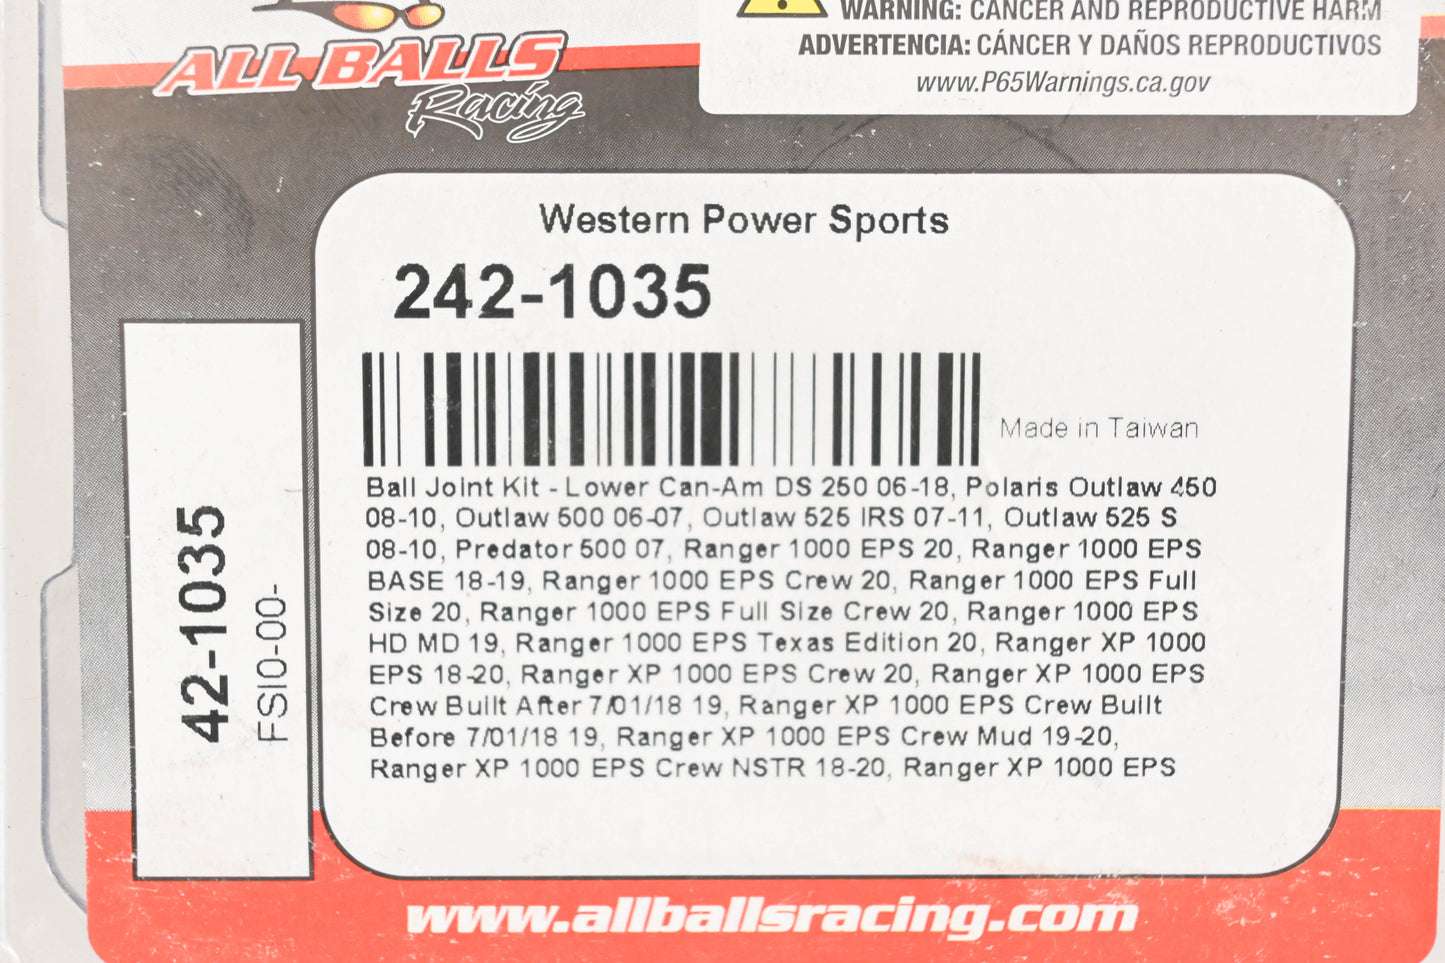 ALL BALLS
Racing
WARNING: CANCER AND REPRODUCTIVE HARM
ADVERTENCIA: CÁNCER Y DAÑOS REPRODUCTIVOS
www.P65Warnings.ca.gov
Western Power Sports
242-1035
Made in Taiwan
Ball Joint Kit - Lower Can-Am DS 250 06-18, Polaris Outlaw 450
08-10, Outlaw 500 06-07, Outlaw 525 IRS 07-11, Outlaw 525 S
08-10, Predator 500 07, Ranger 1000 EPS 20, Ranger 1000 EPS
BASE 18-19, Ranger 1000 EPS Crew 20, Ranger 1000 EPS Full
Size 20, Ranger 1000 EPS Full Size Crew 20, Ranger 1000 EPS
HD MD 19, Ranger 1000 EPS Texas Edition 20, Ranger XP 1000
EPS 18-20, Ranger XP 1000 EPS Crew 20, Ranger XP 1000 EPS
Crew Built After 7/01/18 19, Ranger XP 1000 EPS Crew Built
Before 7/01/18 19, Ranger XP 1000 EPS Crew Mud 19-20,
Ranger XP 1000 EPS Crew NSTR 18-20, Ranger XP 1000 EPS
42-1035
FSI0-00-
www.allballsracing.com